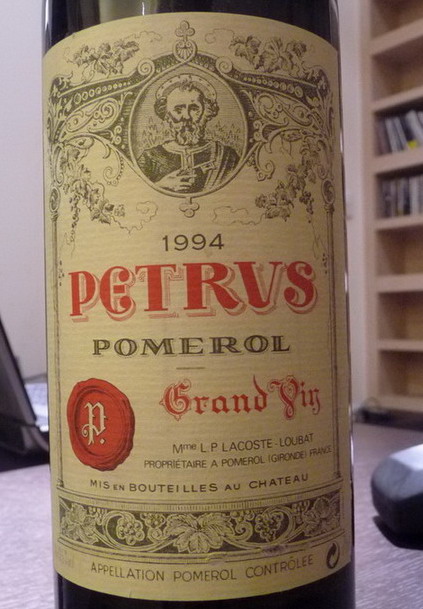 1994
PETRVS
POMEROL
Grand Vin
P.
Mme L.P. LACOSTE-LOUBAT
PROPRIÉTAIRE A POMEROL (GIRONDE) FRANCE
MIS EN BOUTEILLES AU CHATEAU
APPELLATION POMEROL CONTRÔLÉE